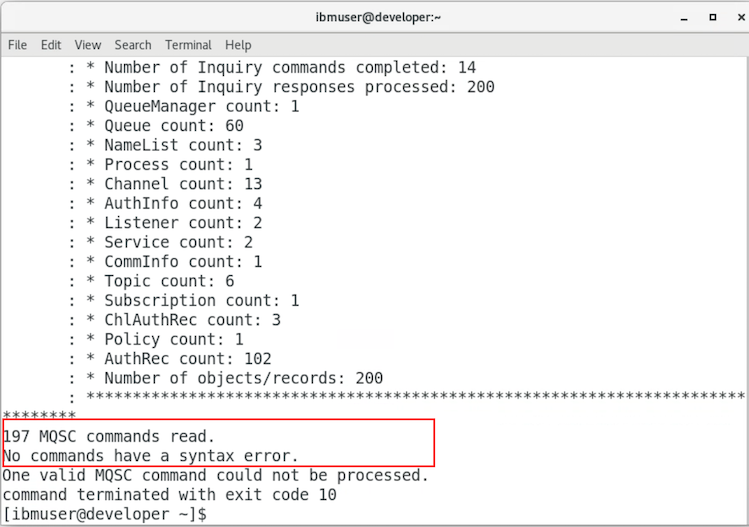 ibmuser@developer:~
File Edit View Search Terminal Help
: * Number of Inquiry commands completed: 14
: * Number of Inquiry responses processed: 200
: * QueueManager count: 1
: * Queue count: 60
: * NameList count: 3
: * Process count: 1
: * Channel count: 13
: * AuthInfo count: 4
: * Listener count: 2
: * Service count: 2
: * CommInfo count: 1
: * Topic count: 6
: * Subscription count: 1
: * ChlAuthRec count: 3
: * Policy count: 1
: * AuthRec count: 102
: * Number of objects/records: 200
: ***********************************************************************
********
197 MQSC commands read.
No commands have a syntax error.
One valid MQSC command could not be processed.
command terminated with exit code 10
[ibmuser@developer ~]$